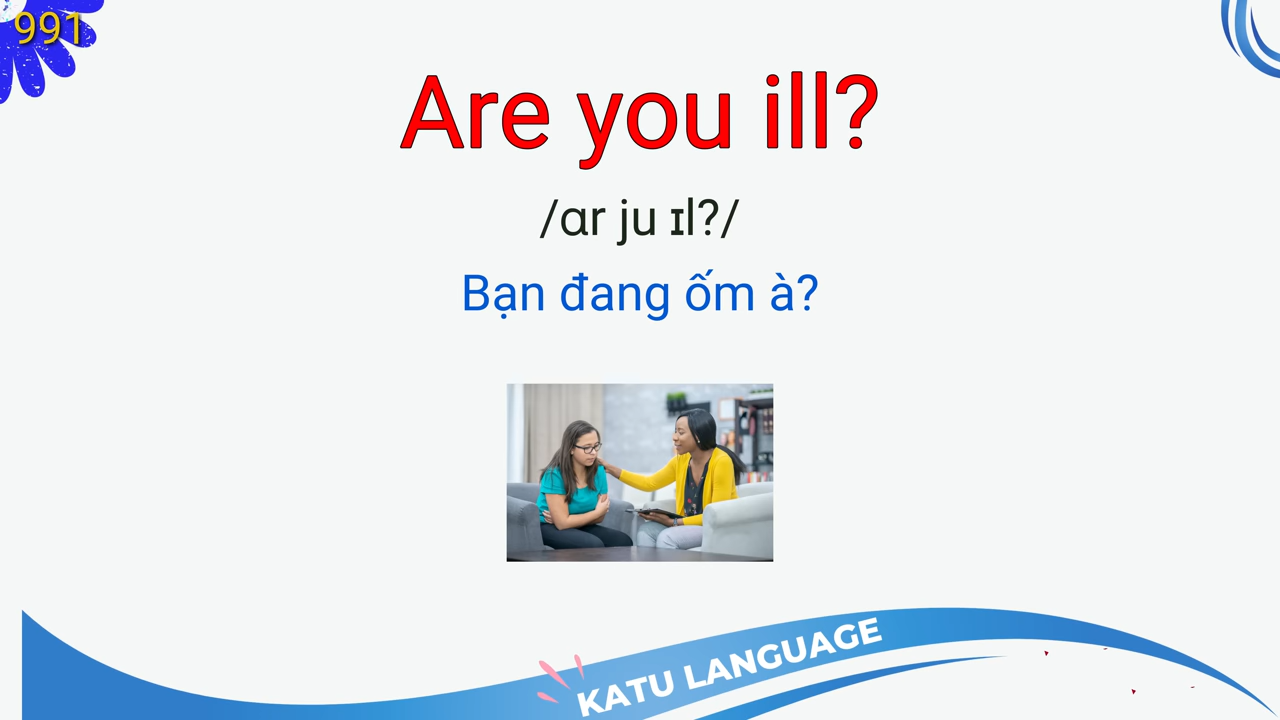 991
Are you ill?
/ɑr ju ɪl?/
Bạn đang ốm à?
KATU LANGUAGE